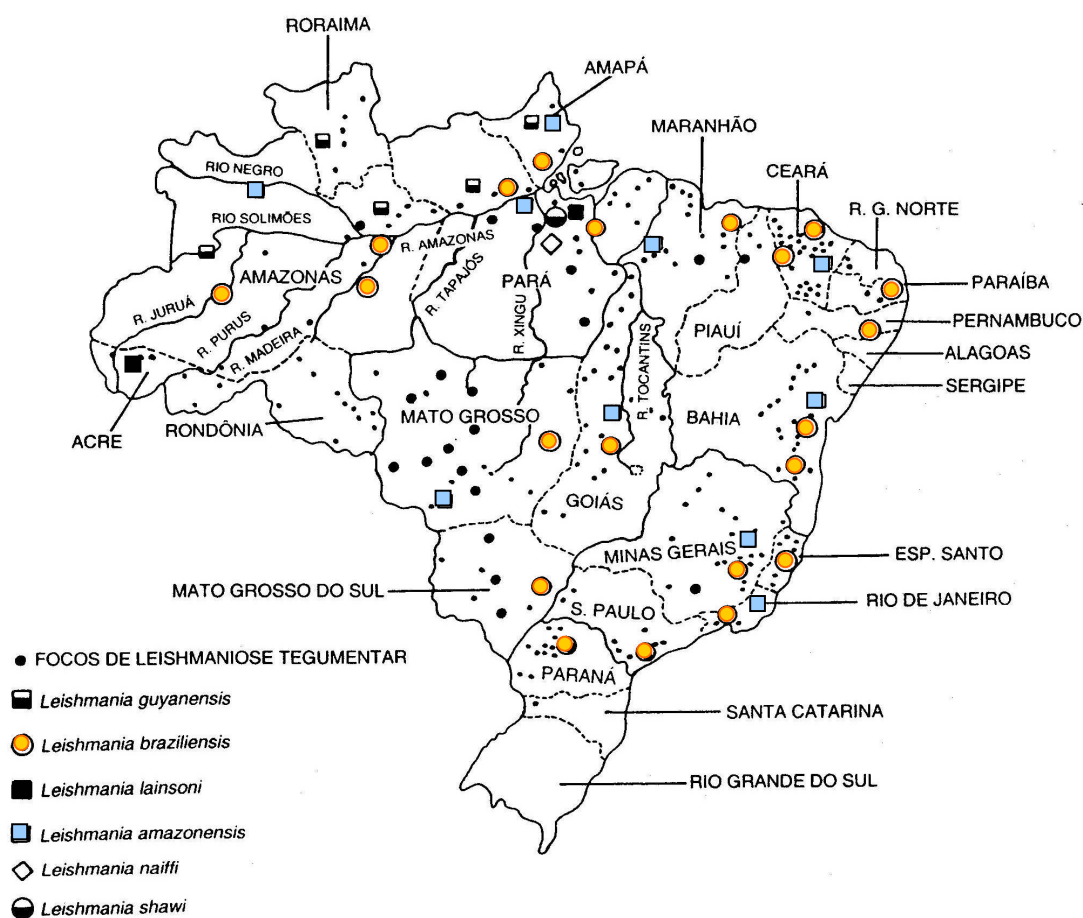 RORAIMA
AMAPÁ
MARANHÃO
CEARÁ
RIO NEGRO
R. G. NORTE
RIO SOLIMÕES
R. AMAZONAS
AMAZONAS
R. TAPAJÓS
PARÁ
PARAÍBA
R. JURUÁ
R. XINGU
PERNAMBUCO
R. PURUS
PIAUÍ
R. MADEIRA
R. TOCANTINS
ALAGOAS
SERGIPE
ACRE
RONDÔNIA
MATO GROSSO
BAHIA
GOIÁS
MINAS GERAIS
ESP. SANTO
MATO GROSSO DO SUL
S. PAULO
RIO DE JANEIRO
PARANÁ
SANTA CATARINA
RIO GRANDE DO SUL
FOCOS DE LEISHMANIOSE TEGUMENTAR
Leishmania guyanensis
Leishmania braziliensis
Leishmania lainsoni
Leishmania amazonensis
Leishmania naiffi
Leishmania shawi